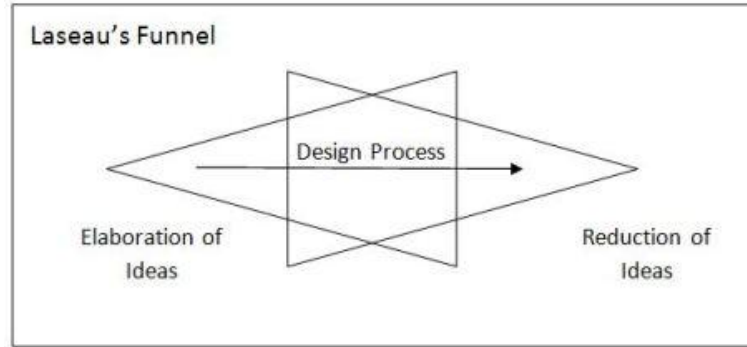 Laseau's Funnel
Design Process
Elaboration of
Ideas
Reduction of
Ideas